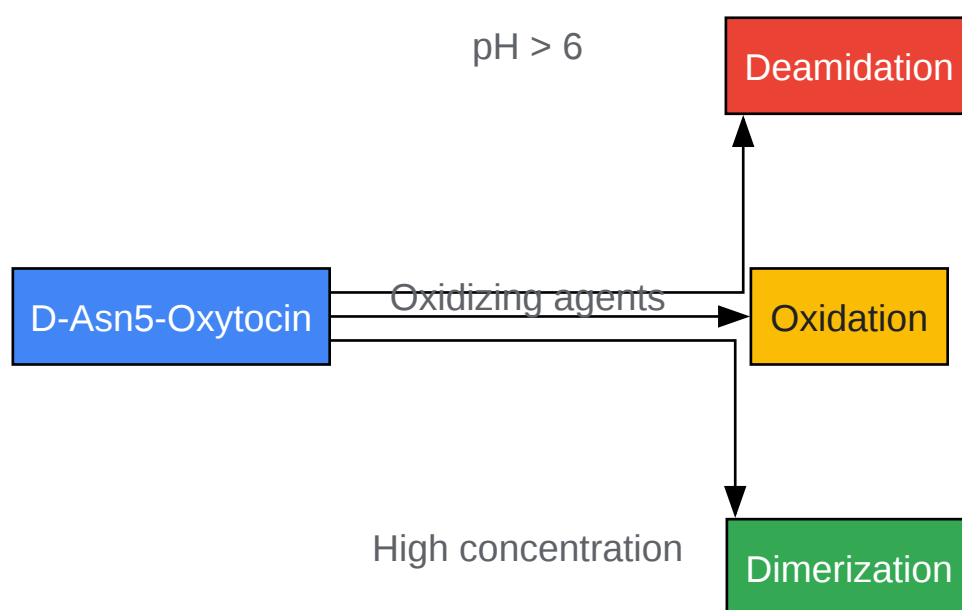 pH > 6
Deamidation
Oxidizing agents
D-Asn5-Oxytocin
Oxidation
High concentration
Dimerization